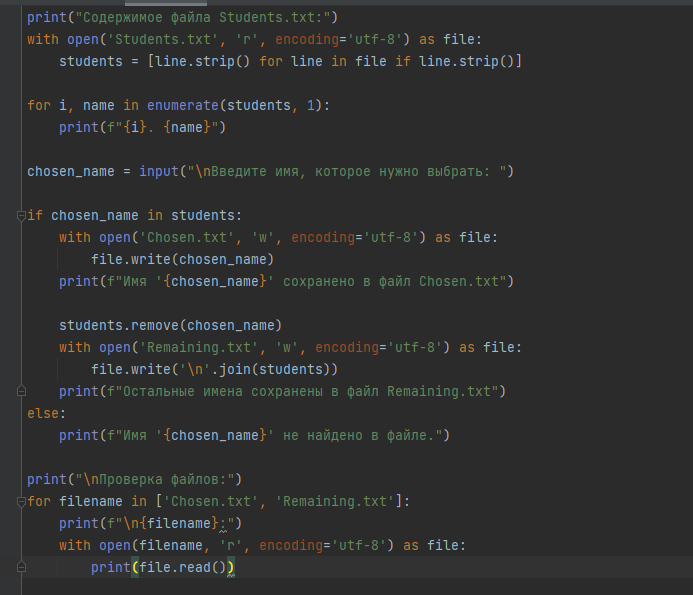 print("Содержимое файла Students.txt:")
with open('Students.txt', 'r', encoding='utf-8') as file:
    students = [line.strip() for line in file if line.strip()]

for i, name in enumerate(students, 1):
    print(f"{i}. {name}")

chosen_name = input("\nВведите имя, которое нужно выбрать: ")

if chosen_name in students:
    with open('Chosen.txt', 'w', encoding='utf-8') as file:
        file.write(chosen_name)
    print(f"Имя '{chosen_name}' сохранено в файл Chosen.txt")

    students.remove(chosen_name)
    with open('Remaining.txt', 'w', encoding='utf-8') as file:
        file.write('\n'.join(students))
    print(f"Остальные имена сохранены в файл Remaining.txt")
else:
    print(f"Имя '{chosen_name}' не найдено в файле.")

print("\nПроверка файлов:")
for filename in ['Chosen.txt', 'Remaining.txt']:
    print(f"\n{filename}:")
    with open(filename, 'r', encoding='utf-8') as file:
        print(file.read())